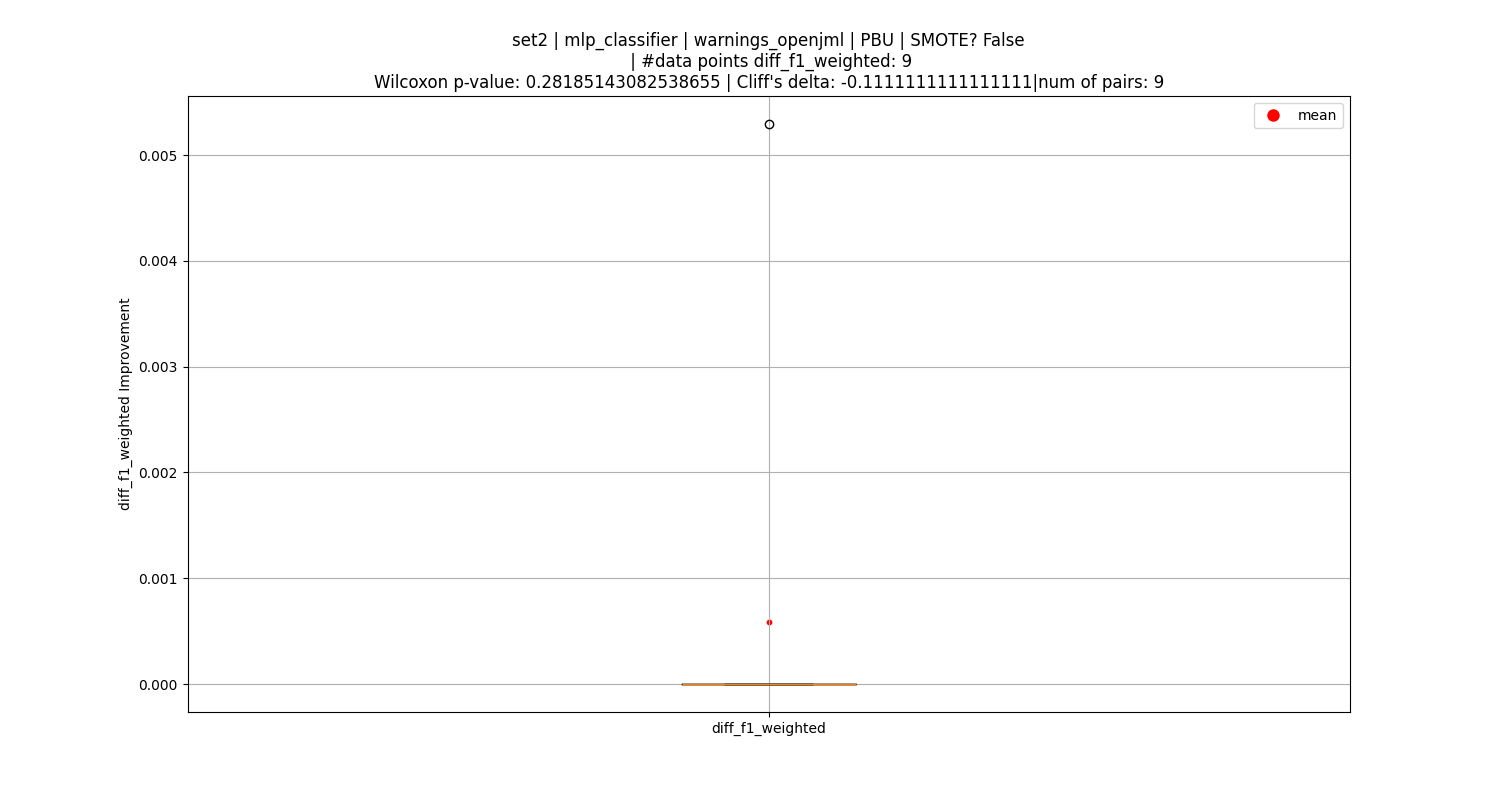 set2 | mlp_classifier | warnings_openjml | PBU | SMOTE? False
| #data points diff_f1_weighted: 9
Wilcoxon p-value: 0.28185143082538655 | Cliff's delta: -0.1111111111111111|num of pairs: 9
mean
0.005
0.004
0.003
0.002
0.001
0.000
diff_f1_weighted Improvement
diff_f1_weighted